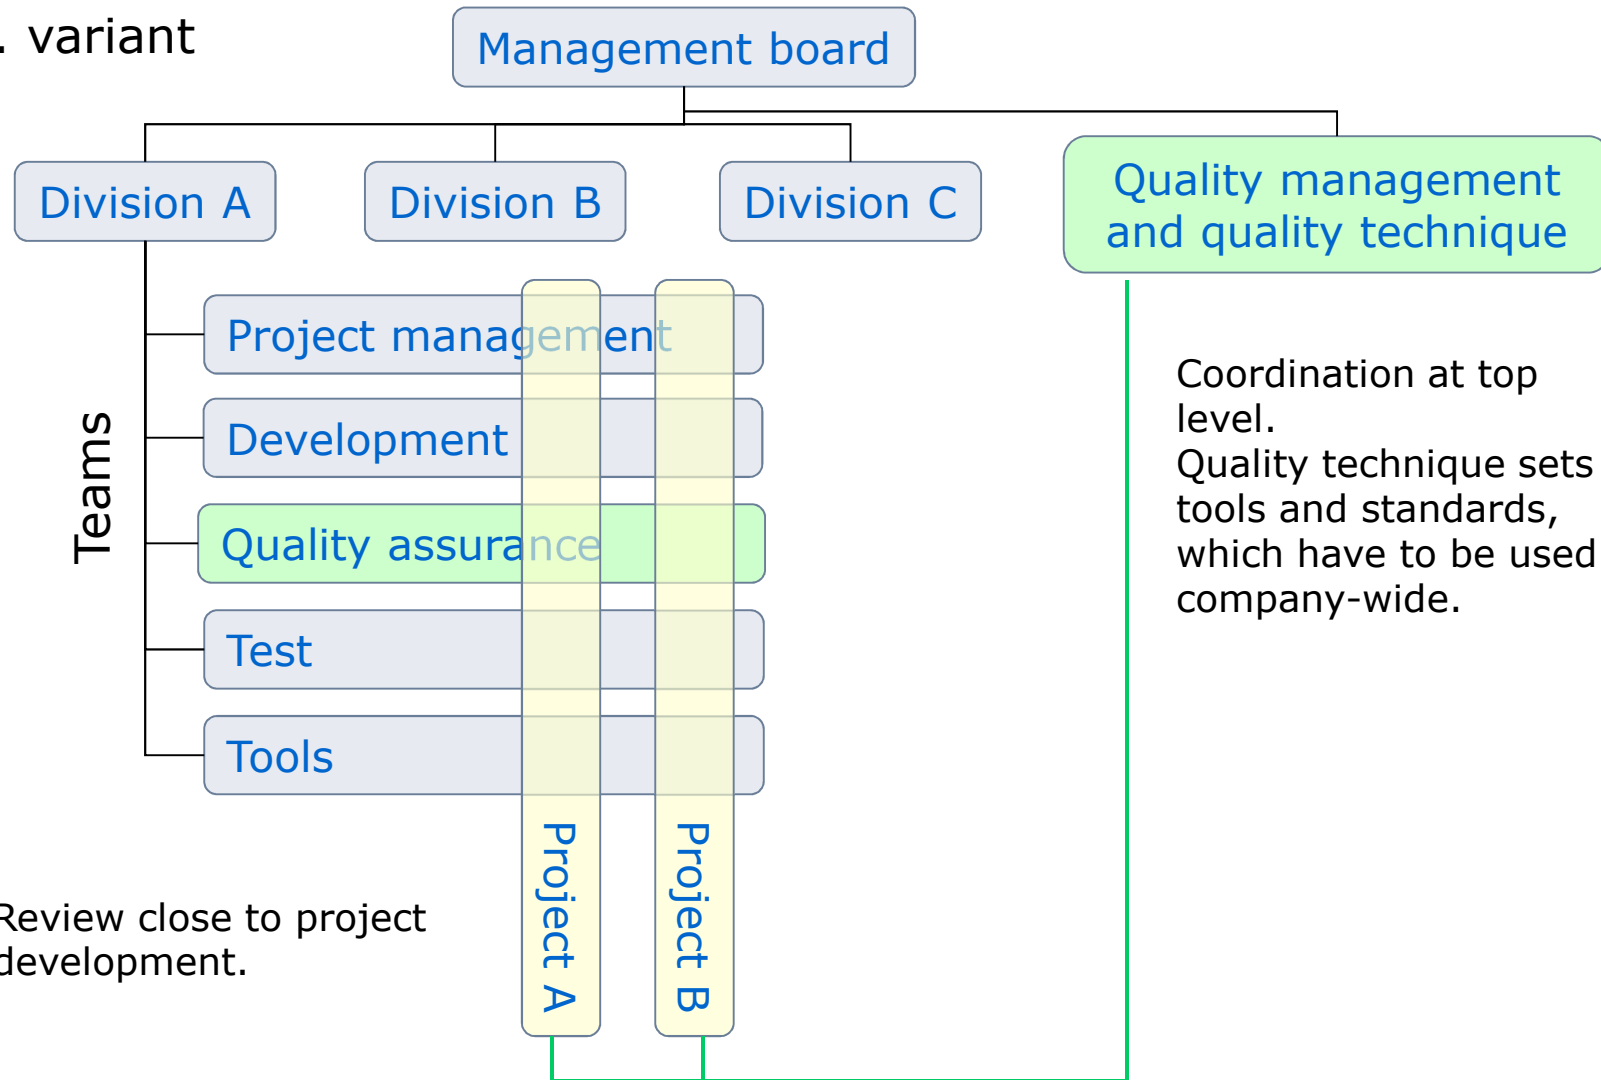 . variant
Management board
Division A
Division B
Division C
Quality management
and quality technique
Teams
Project management
Development
Quality assurance
Test
Tools
Project A
Project B
Coordination at top
level.
Quality technique sets
tools and standards,
which have to be used
company-wide.
Review close to project
development.